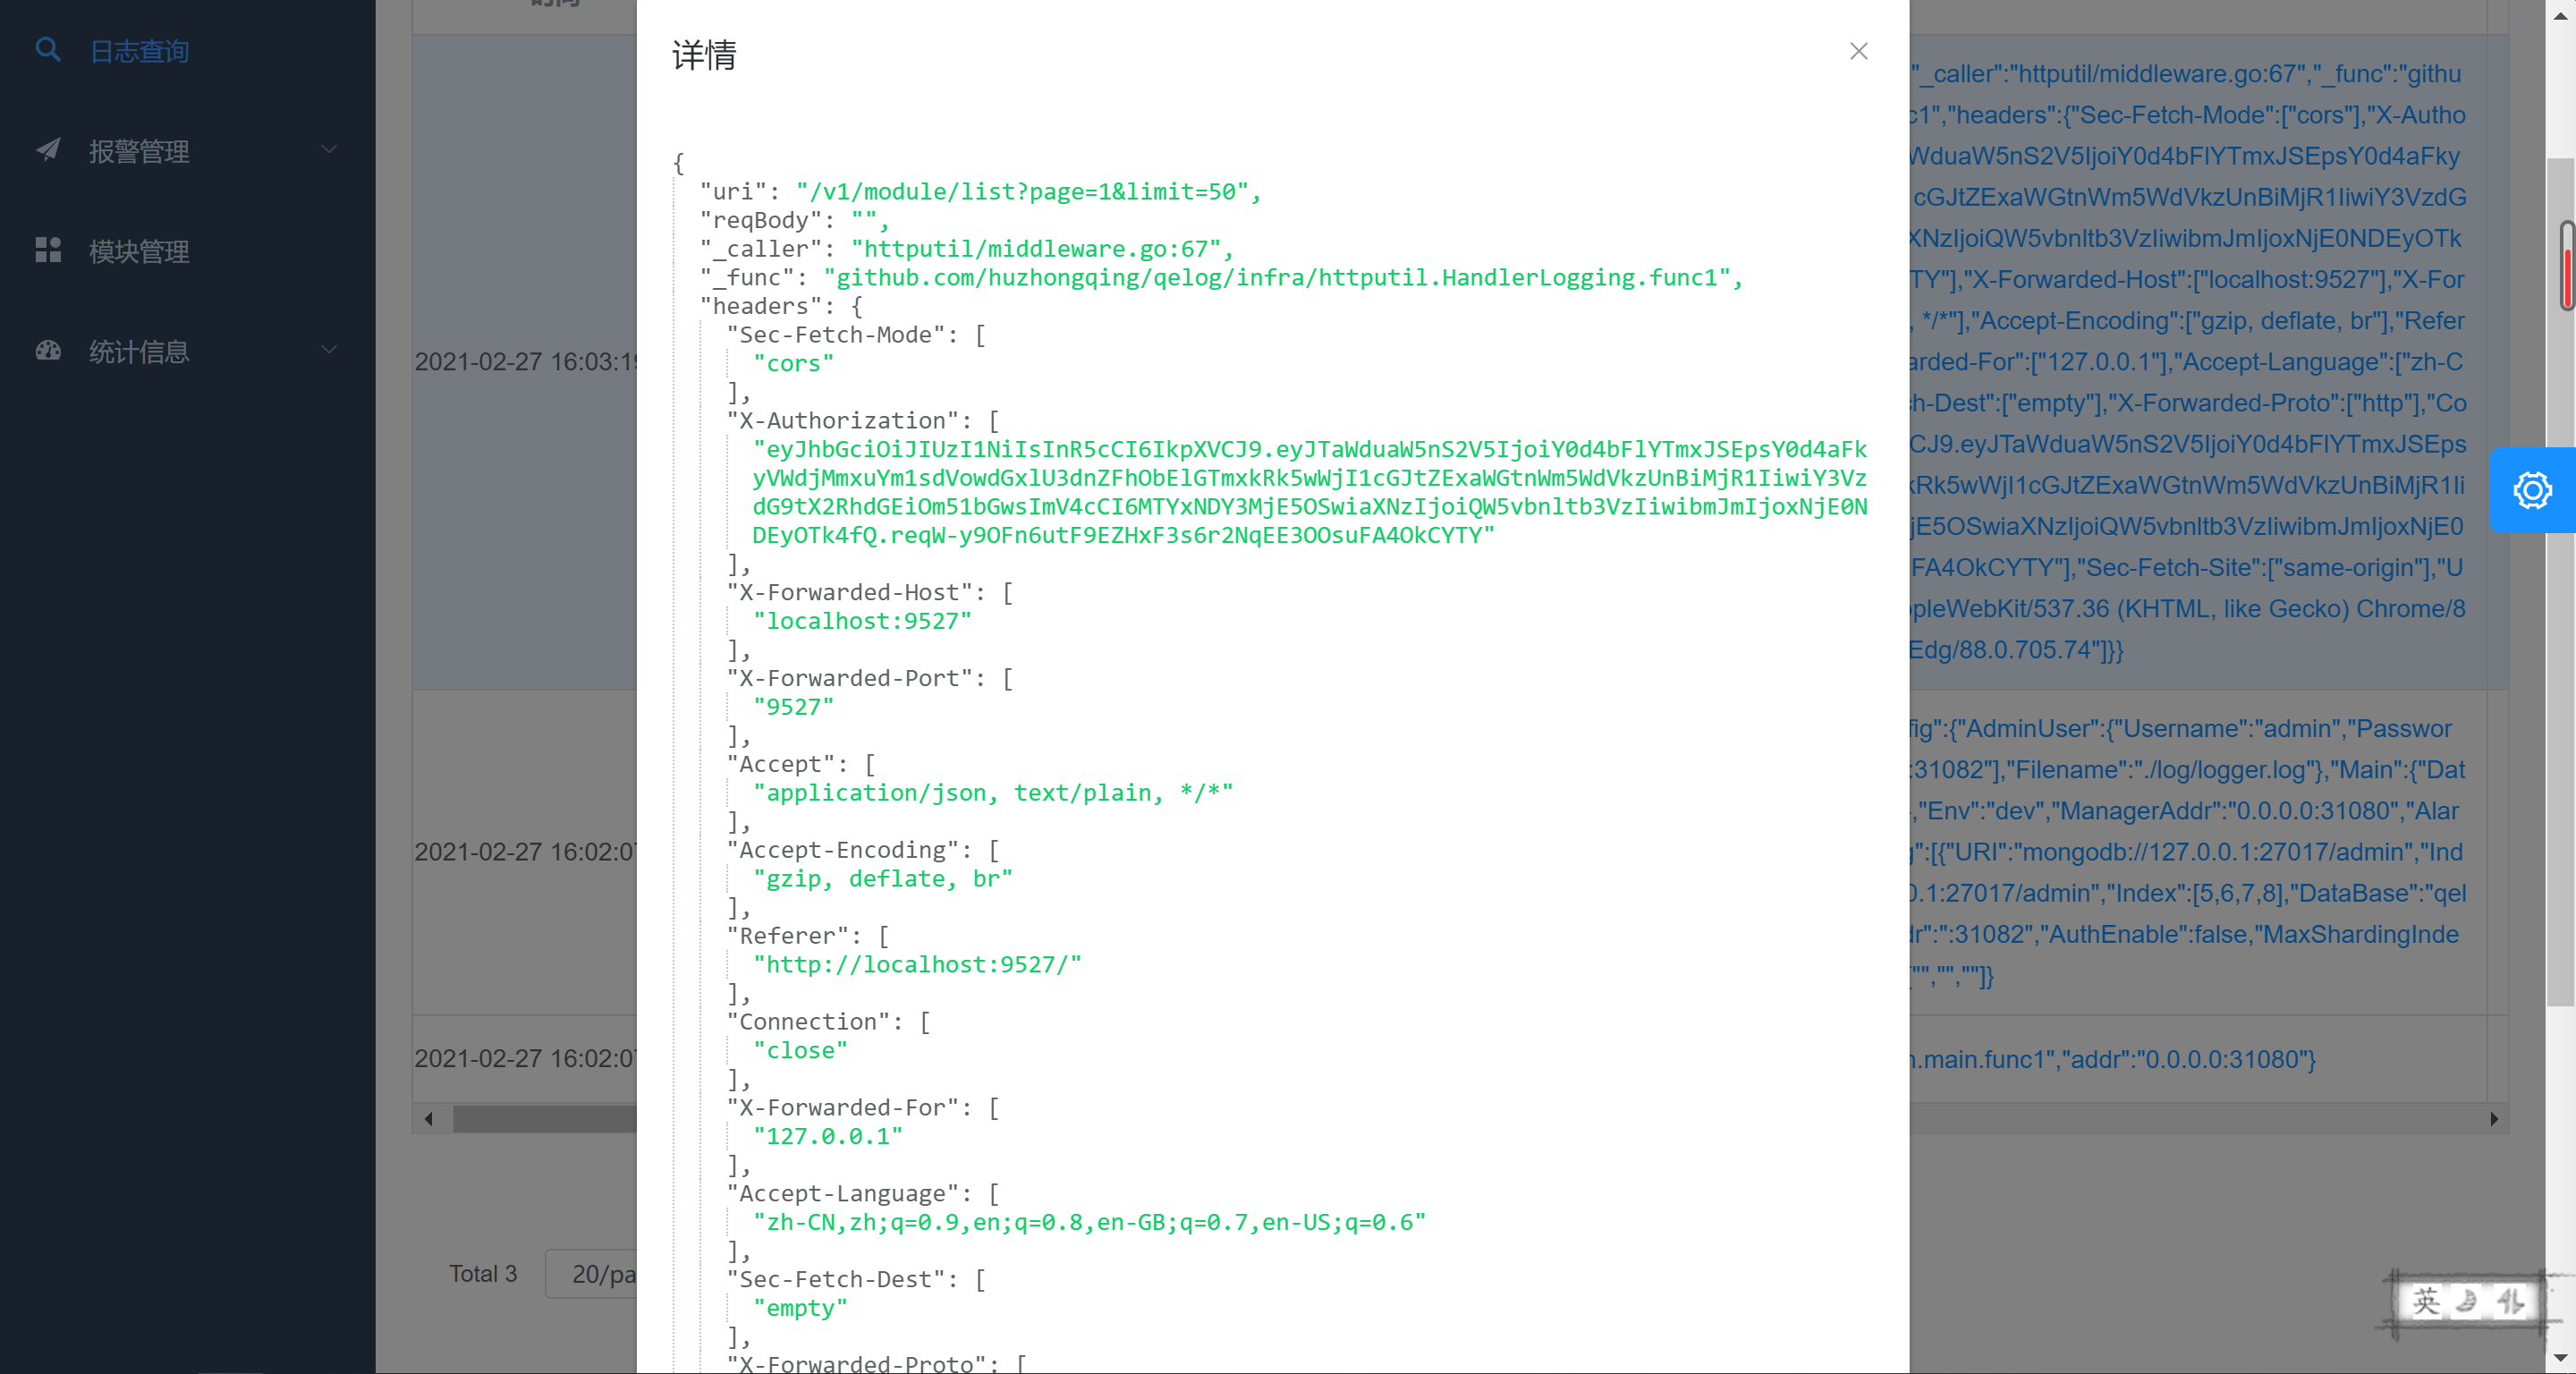 日志查询
报警管理
模块管理
统计信息
2021-02-27 16:03:19
2021-02-27 16:02:07
2021-02-27 16:02:07
Total 3
20/pa
详情
{
"uri": "/v1/module/list?page=1&limit=50",
"reqBody": "",
"_caller": "httputil/middleware.go:67",
"_func": "github.com/huzhongqing/qelog/infra/httputil.HandlerLogging.func1",
"headers": {
"Sec-Fetch-Mode": [
"cors"
],
"X-Authorization": [
"eyJhbGciOiJIUzI1NiIsInR5cCI6IkpXVCJ9.eyJTaWduaW5nS2V5IjoiY0d4bFlYTmxJSEpsY0d4aFk
yVWdjMmxuYm1sdVowdGxlU3dnZFhObElGTmxkRk5wWjI1cGJtZExaWGtnWm5WdVkzUnBiMjR1IiwiY3Vz
dG9tX2RhdGEiOm51bGwsImV4cCI6MTYxNDY3MjE5OSwiaXNzIjoiQW5vbnltb3VzIiwibmJmIjoxNjE0N
DEyOTk4fQ.reqW-y9OFn6utF9EZHxF3s6r2NqEE3OOsuFA4OkCYTY"
],
"X-Forwarded-Host": [
"localhost:9527"
],
"X-Forwarded-Port": [
"9527"
],
"Accept": [
"application/json, text/plain, */*"
],
"Accept-Encoding": [
"gzip, deflate, br"
],
"Referer": [
"http://localhost:9527/"
],
"Connection": [
"close"
],
"X-Forwarded-For": [
"127.0.0.1"
],
"Accept-Language": [
"zh-CN,zh;q=0.9,en;q=0.8,en-GB;q=0.7,en-US;q=0.6"
],
"Sec-Fetch-Dest": [
"empty"
],
"X-Forwarded-Proto": [
"_caller":"httputil/middleware.go:67","_func":"githu
c1","headers":{"Sec-Fetch-Mode":["cors"],"X-Autho
WduaW5nS2V5IjoiY0d4bFlYTmxJSEpsY0d4aFky
cGJtZExaWGtnWm5WdVkzUnBiMjR1IiwiY3VzdG
XNzIjoiQW5vbnltb3VzIiwibmJmIjoxNjE0NDEyOTk
TY"],"X-Forwarded-Host":["localhost:9527"],"X-For
, */*"],"Accept-Encoding":["gzip, deflate, br"],"Refer
arded-For":["127.0.0.1"],"Accept-Language":["zh-C
h-Dest":["empty"],"X-Forwarded-Proto":["http"],"Co
CJ9.eyJTaWduaW5nS2V5IjoiY0d4bFlYTmxJSEps
kRk5wWjI1cGJtZExaWGtnWm5WdVkzUnBiMjR1Ii
jE5OSwiaXNzIjoiQW5vbnltb3VzIiwibmJmIjoxNjE0
FA4OkCYTY"],"Sec-Fetch-Site":["same-origin"],"U
pleWebKit/537.36 (KHTML, like Gecko) Chrome/8
Edg/88.0.705.74"]}}
fig":{"AdminUser":{"Username":"admin","Passwor
:31082"],"Filename":"./log/logger.log"},"Main":{"Dat
,"Env":"dev","ManagerAddr":"0.0.0.0:31080","Alar
g":[{"URI":"mongodb://127.0.0.1:27017/admin","Ind
0.1:27017/admin","Index":[5,6,7,8],"DataBase":"qel
dr":":31082","AuthEnable":false,"MaxShardingInde
"","",""]}
n.main.func1","addr":"0.0.0.0:31080"}
英